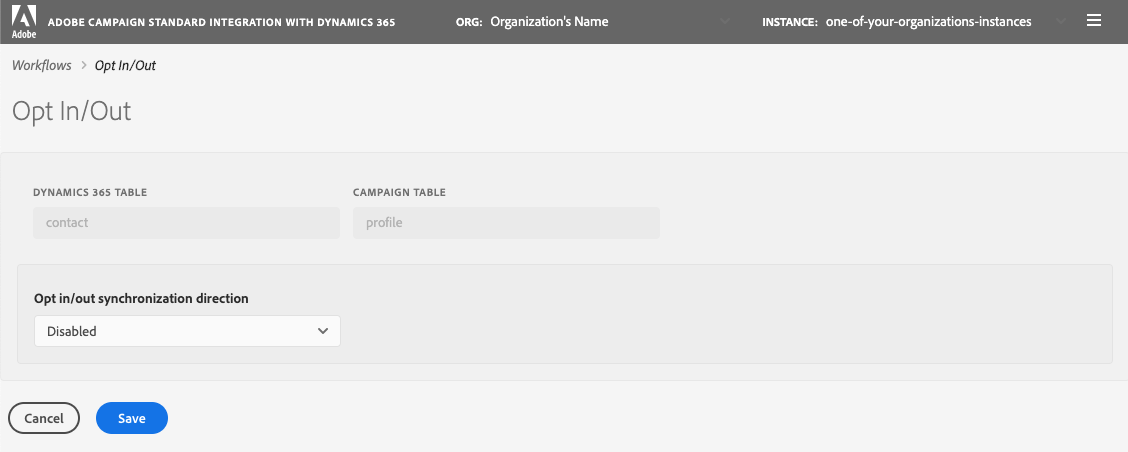 Adobe
ADOBE CAMPAIGN STANDARD INTEGRATION WITH DYNAMICS 365 ORG: Organization's Name INSTANCE: one-of-your-organizations-instances
Workflows > Opt In/Out
Opt In/Out
DYNAMICS 365 TABLE CAMPAIGN TABLE
contact profile
Opt in/out synchronization direction
Disabled
Cancel Save